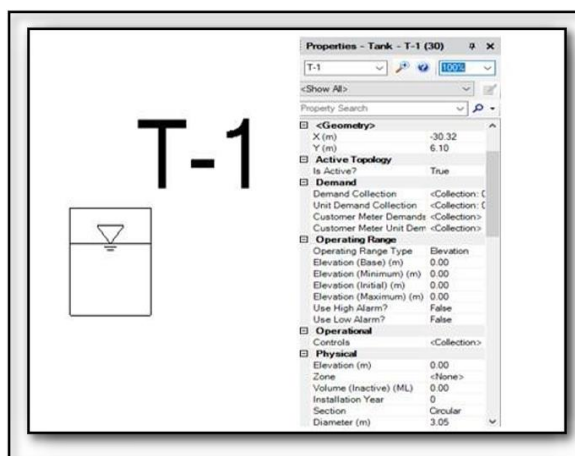 T-1
Properties - Tank - T-1 (30)
T-1 100%
<Show All>
Property Search
<Geometry>
X (m) -30.32
Y (m) 6.10
Active Topology
Is Active? True
Demand
Demand Collection <Collection: 0
Unit Demand Collection <Collection: 0
Customer Meter Demands <Collection>
Customer Meter Unit Dem <Collection>
Operating Range
Operating Range Type Elevation
Elevation (Base) (m) 0.00
Elevation (Minimum) (m) 0.00
Elevation (Initial) (m) 0.00
Elevation (Maximum) (m) 0.00
Use High Alarm? False
Use Low Alarm? False
Operational
Controls <Collection>
Physical
Elevation (m) 0.00
Zone <None>
Volume (Inactive) (ML) 0.00
Installation Year 0
Section Circular
Diameter (m) 3.05